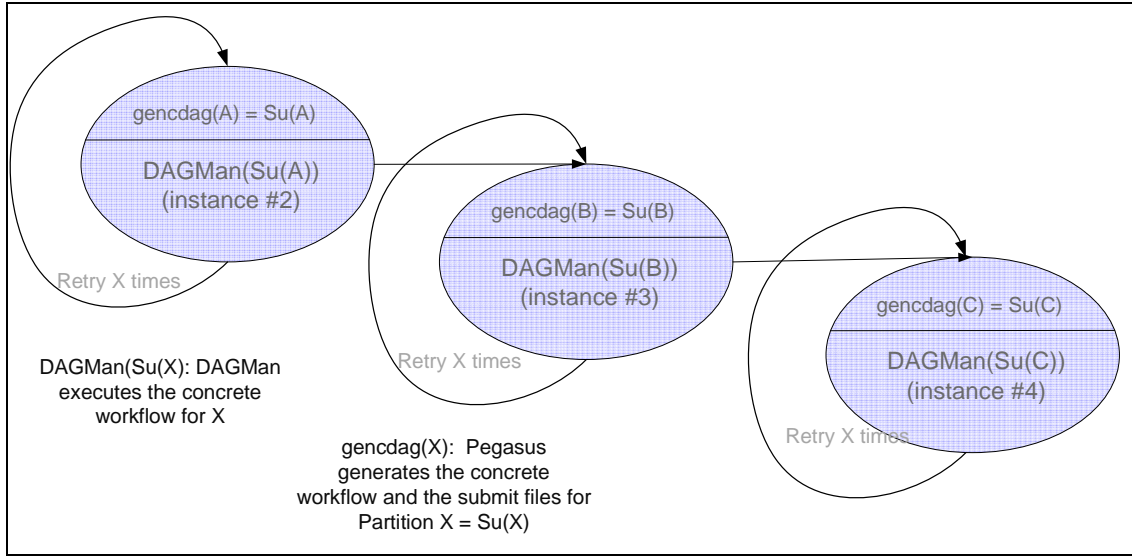 gencdag(A) = Su(A)
DAGMan(Su(A))
(instance #2)
Retry X times
gencdag(B) = Su(B)
DAGMan(Su(B))
(instance #3)
Retry X times
gencdag(C) = Su(C)
DAGMan(Su(C))
(instance #4)
Retry X times
DAGMan(Su(X): DAGMan
executes the concrete
workflow for X
gencdag(X): Pegasus
generates the concrete
workflow and the submit files for
Partition X = Su(X)